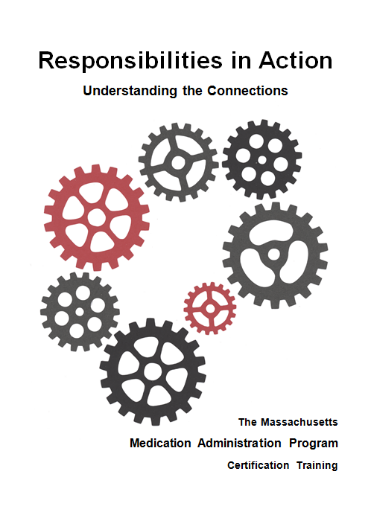 Responsibilities in Action
Understanding the Connections
The Massachusetts
Medication Administration Program
Certification Training